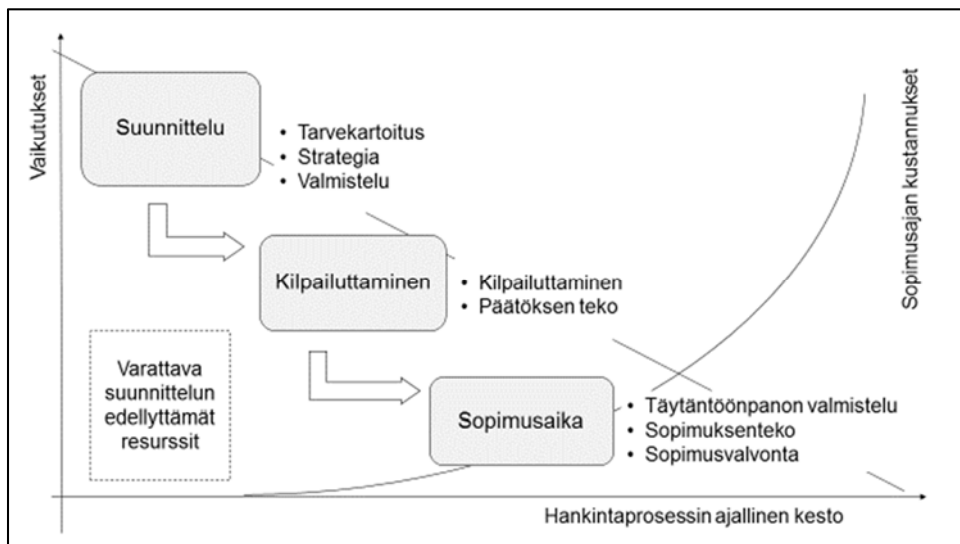 Vaikutukset
Suunnittelu
• Tarvekartoitus
• Strategia
• Valmistelu
Kilpailuttaminen
• Kilpailuttaminen
• Päätöksen teko
Varattava
suunnittelun
edellyttämät
resurssit
Sopimusaika
• Täytäntöönpanon valmistelu
• Sopimuksenteko
• Sopimusvalvonta
Sopimusajan kustannukset
Hankintaprosessin ajallinen kesto